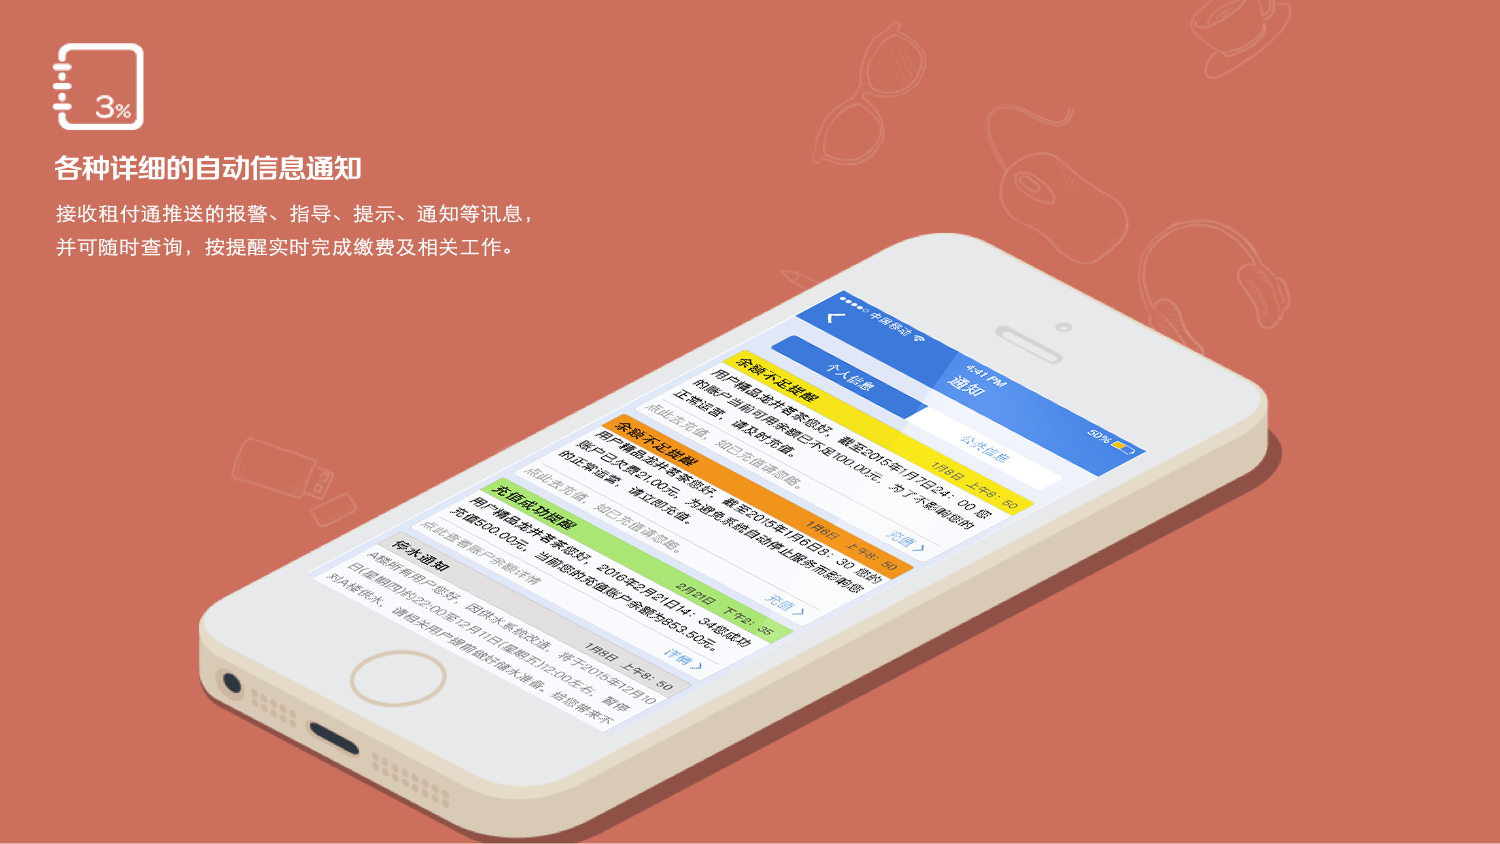 3%
各种详细的自动信息通知
接收租付通推送的报警、指导、提示、通知等讯息，
并可随时查询，按提醒实时完成缴费及相关工作。
中国移动
4:41 PM
50%
通知
个人信息
公共信息
余额不足提醒
1月8日 上午8：50
用户精品龙井茗茶您好，截至2015年1月7日24：00 您
的账户当前可用余额已不足100.00元，为了不影响您的
正常运营，请及时充值。
点此去充值，如已充值请忽略。
充值
余额不足提醒
1月6日 上午8：50
用户精品龙井茗茶您好，截至2015年1月6日8：30 您的
账户已欠费21.00元，为避免系统自动停止服务而影响您
的正常运营，请立即充值。
点此去充值，如已充值请忽略。
充值
充值成功提醒
2月21日 下午2：35
用户精品龙井茗茶您好，2016年2月21日14：34您成功
充值500.00元，当前您的充值账户余额为853.50元。
点此查看账户余额详情
详情
停水通知
1月8日 上午8：50
A楼所有用户您好，因供水系统改造，将于2015年12月10
日(星期四)的22:00至12月11日(星期五)12:00左右，暂停
对A楼供水，请相关用户提前做好储水准备。给您带来不